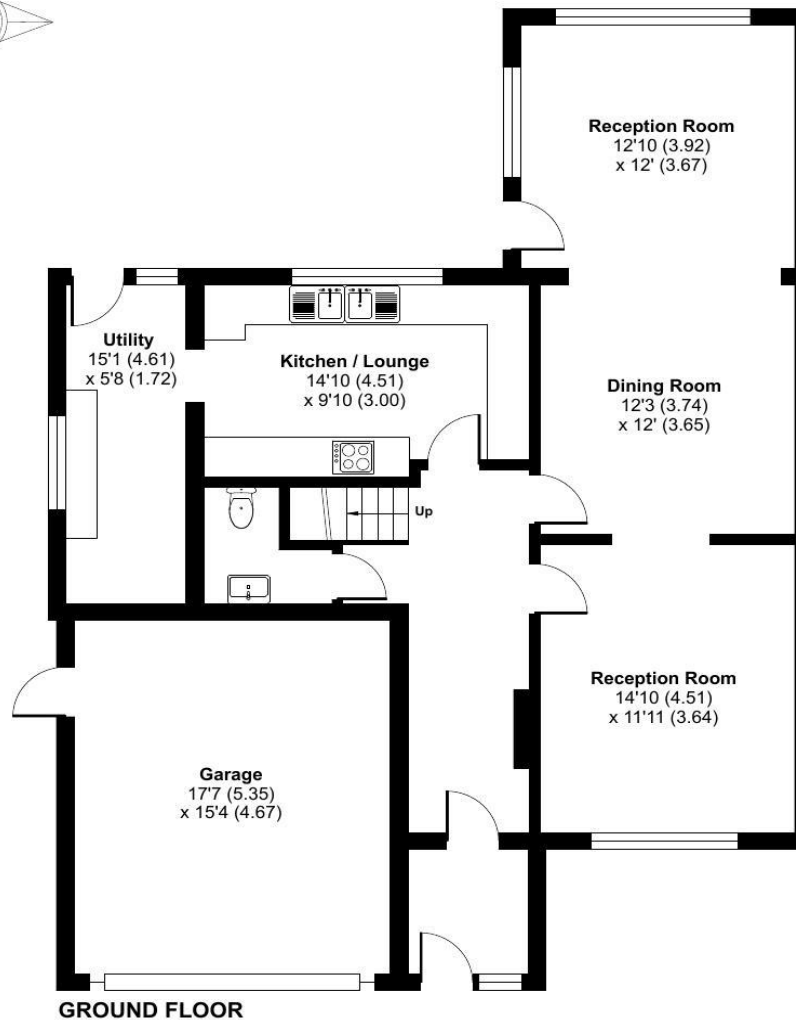 Reception Room
12'10 (3.92)
x 12' (3.67)
Utility
15'1 (4.61)
x 5'8 (1.72)
Kitchen / Lounge
14'10 (4.51)
x 9'10 (3.00)
Dining Room
12'3 (3.74)
x 12' (3.65)
Up
Reception Room
14'10 (4.51)
x 11'11 (3.64)
Garage
17'7 (5.35)
x 15'4 (4.67)
GROUND FLOOR